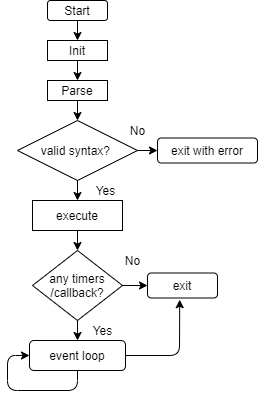 Start
Init
Parse
No
valid syntax?
exit with error
Yes
execute
No
any timers
/callback?
exit
Yes
event loop